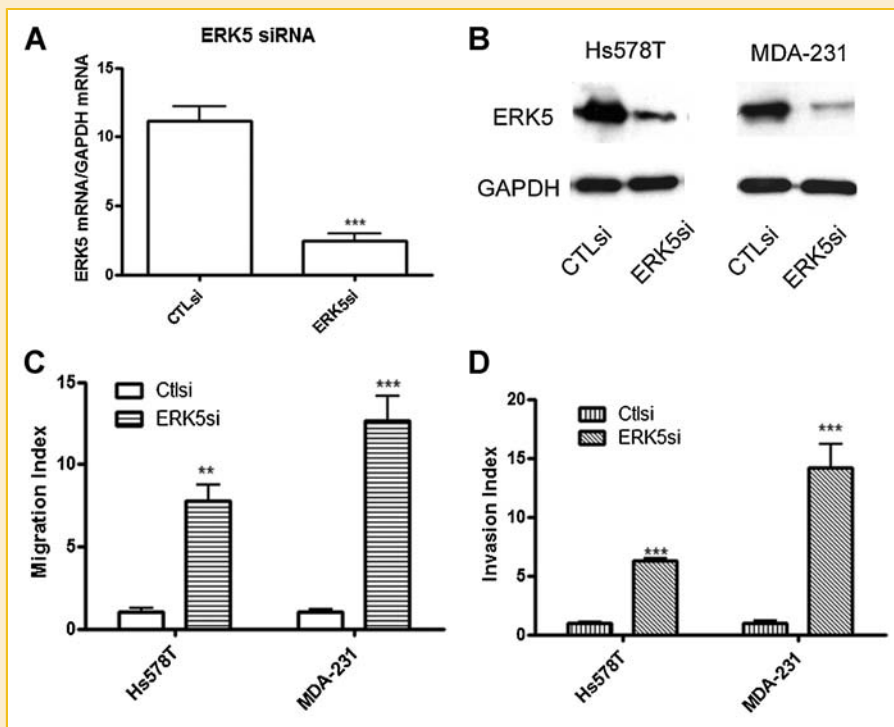 A
ERK5 siRNA
ERK5 mRNA/GAPDH mRNA
15
10
5
0
***
CTLsi
ERK5si
B
Hs578T
MDA-231
ERK5
GAPDH
CTLsi
ERK5si
CTLsi
ERK5si
C
Ctlsi
ERK5si
Migration Index
15
10
5
0
**
***
Hs578T
MDA-231
D
Ctlsi
ERK5si
Invasion Index
20
15
10
5
0
***
***
Hs578T
MDA-231